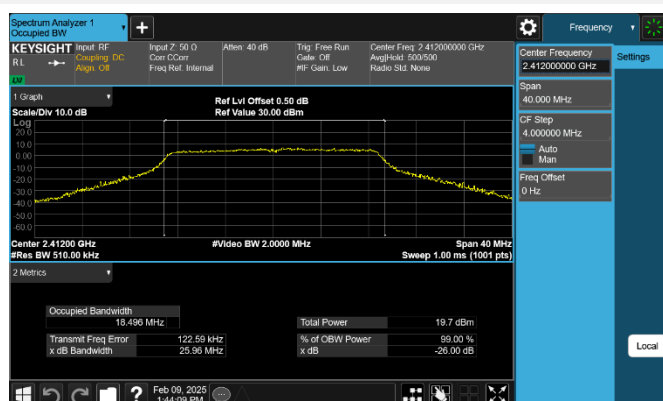 Spectrum Analyzer 1
Occupied BW
+
Frequency
KEYSIGHT
RL
Input: RF
Coupling: DC
Align: Off
Input Z: 50 Ω
Corr CCorr
Freq Ref: Internal
Atten: 40 dB
Trig: Free Run
Gate: Off
#IF Gain: Low
Center Freq: 2.412000000 GHz
Avg|Hold: 500/500
Radio Std: None
1 Graph
Scale/Div 10.0 dB
Ref Lvl Offset 0.50 dB
Ref Value 30.00 dBm
Log
20.0
10.0
0.00
-10.0
-20.0
-30.0
-40.0
-50.0
-60.0
Center 2.41200 GHz
#Res BW 510.00 kHz
#Video BW 2.0000 MHz
Span 40 MHz
Sweep 1.00 ms (1001 pts)
2 Metrics
Occupied Bandwidth
18.496 MHz
Total Power 19.7 dBm
Transmit Freq Error 122.59 kHz
% of OBW Power 99.00 %
x dB Bandwidth 25.96 MHz
x dB -26.00 dB
Feb 09, 2025
1:44:09 PM
Center Frequency
2.412000000 GHz
Span
40.000 MHz
CF Step
4.000000 MHz
Auto
Man
Freq Offset
0 Hz
Settings
Local